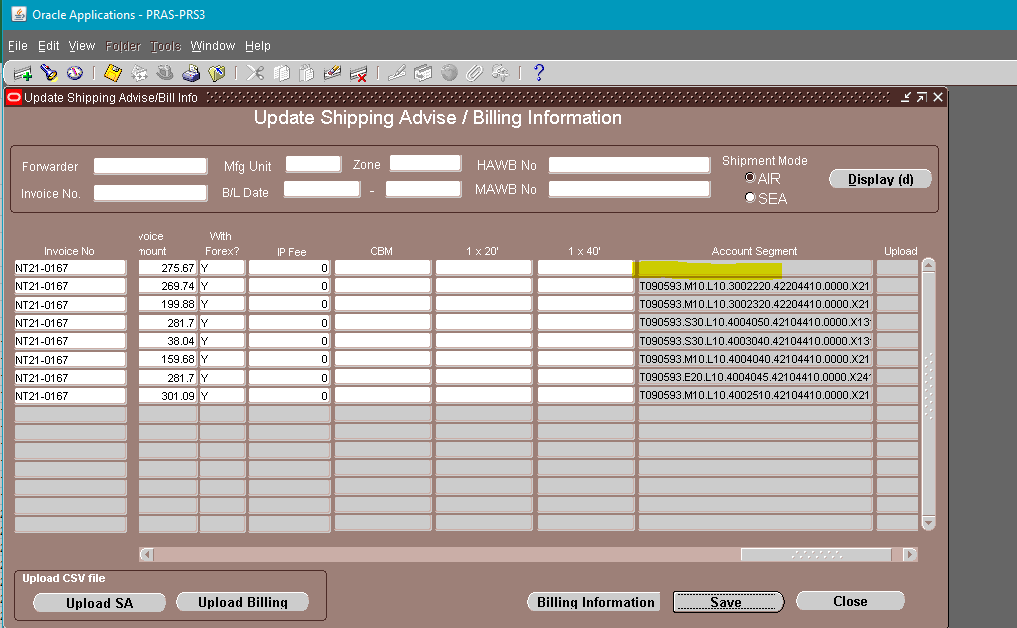 Oracle Applications - PRAS-PRS3
File Edit View Folder Tools Window Help
Update Shipping Advise/Bill Info
Update Shipping Advise / Billing Information
Forwarder Mfg Unit Zone HAWB No Shipment Mode
AIR Display (d)
Invoice No. B/L Date - MAWB No
SEA
voice With
Invoice No mount Forex? IP Fee CBM 1 x 20' 1 x 40' Account Segment Upload
NT21-0167 275.67 Y 0
NT21-0167 269.74 Y 0 T090593.M10.L10.3002220.42204410.0000.X21
NT21-0167 199.88 Y 0 T090593.M10.L10.3002320.42204410.0000.X21
NT21-0167 281.7 Y 0 T090593.S30.L10.4004050.42104410.0000.X13
NT21-0167 38.04 Y 0 T090593.S30.L10.4003040.42104410.0000.X13
NT21-0167 159.68 Y 0 T090593.M10.L10.4004040.42104410.0000.X21
NT21-0167 281.7 Y 0 T090593.E20.L10.4004045.42104410.0000.X24
NT21-0167 301.09 Y 0 T090593.M10.L10.4002510.42104410.0000.X21
Upload CSV file
Upload SA Upload Billing Billing Information Save Close